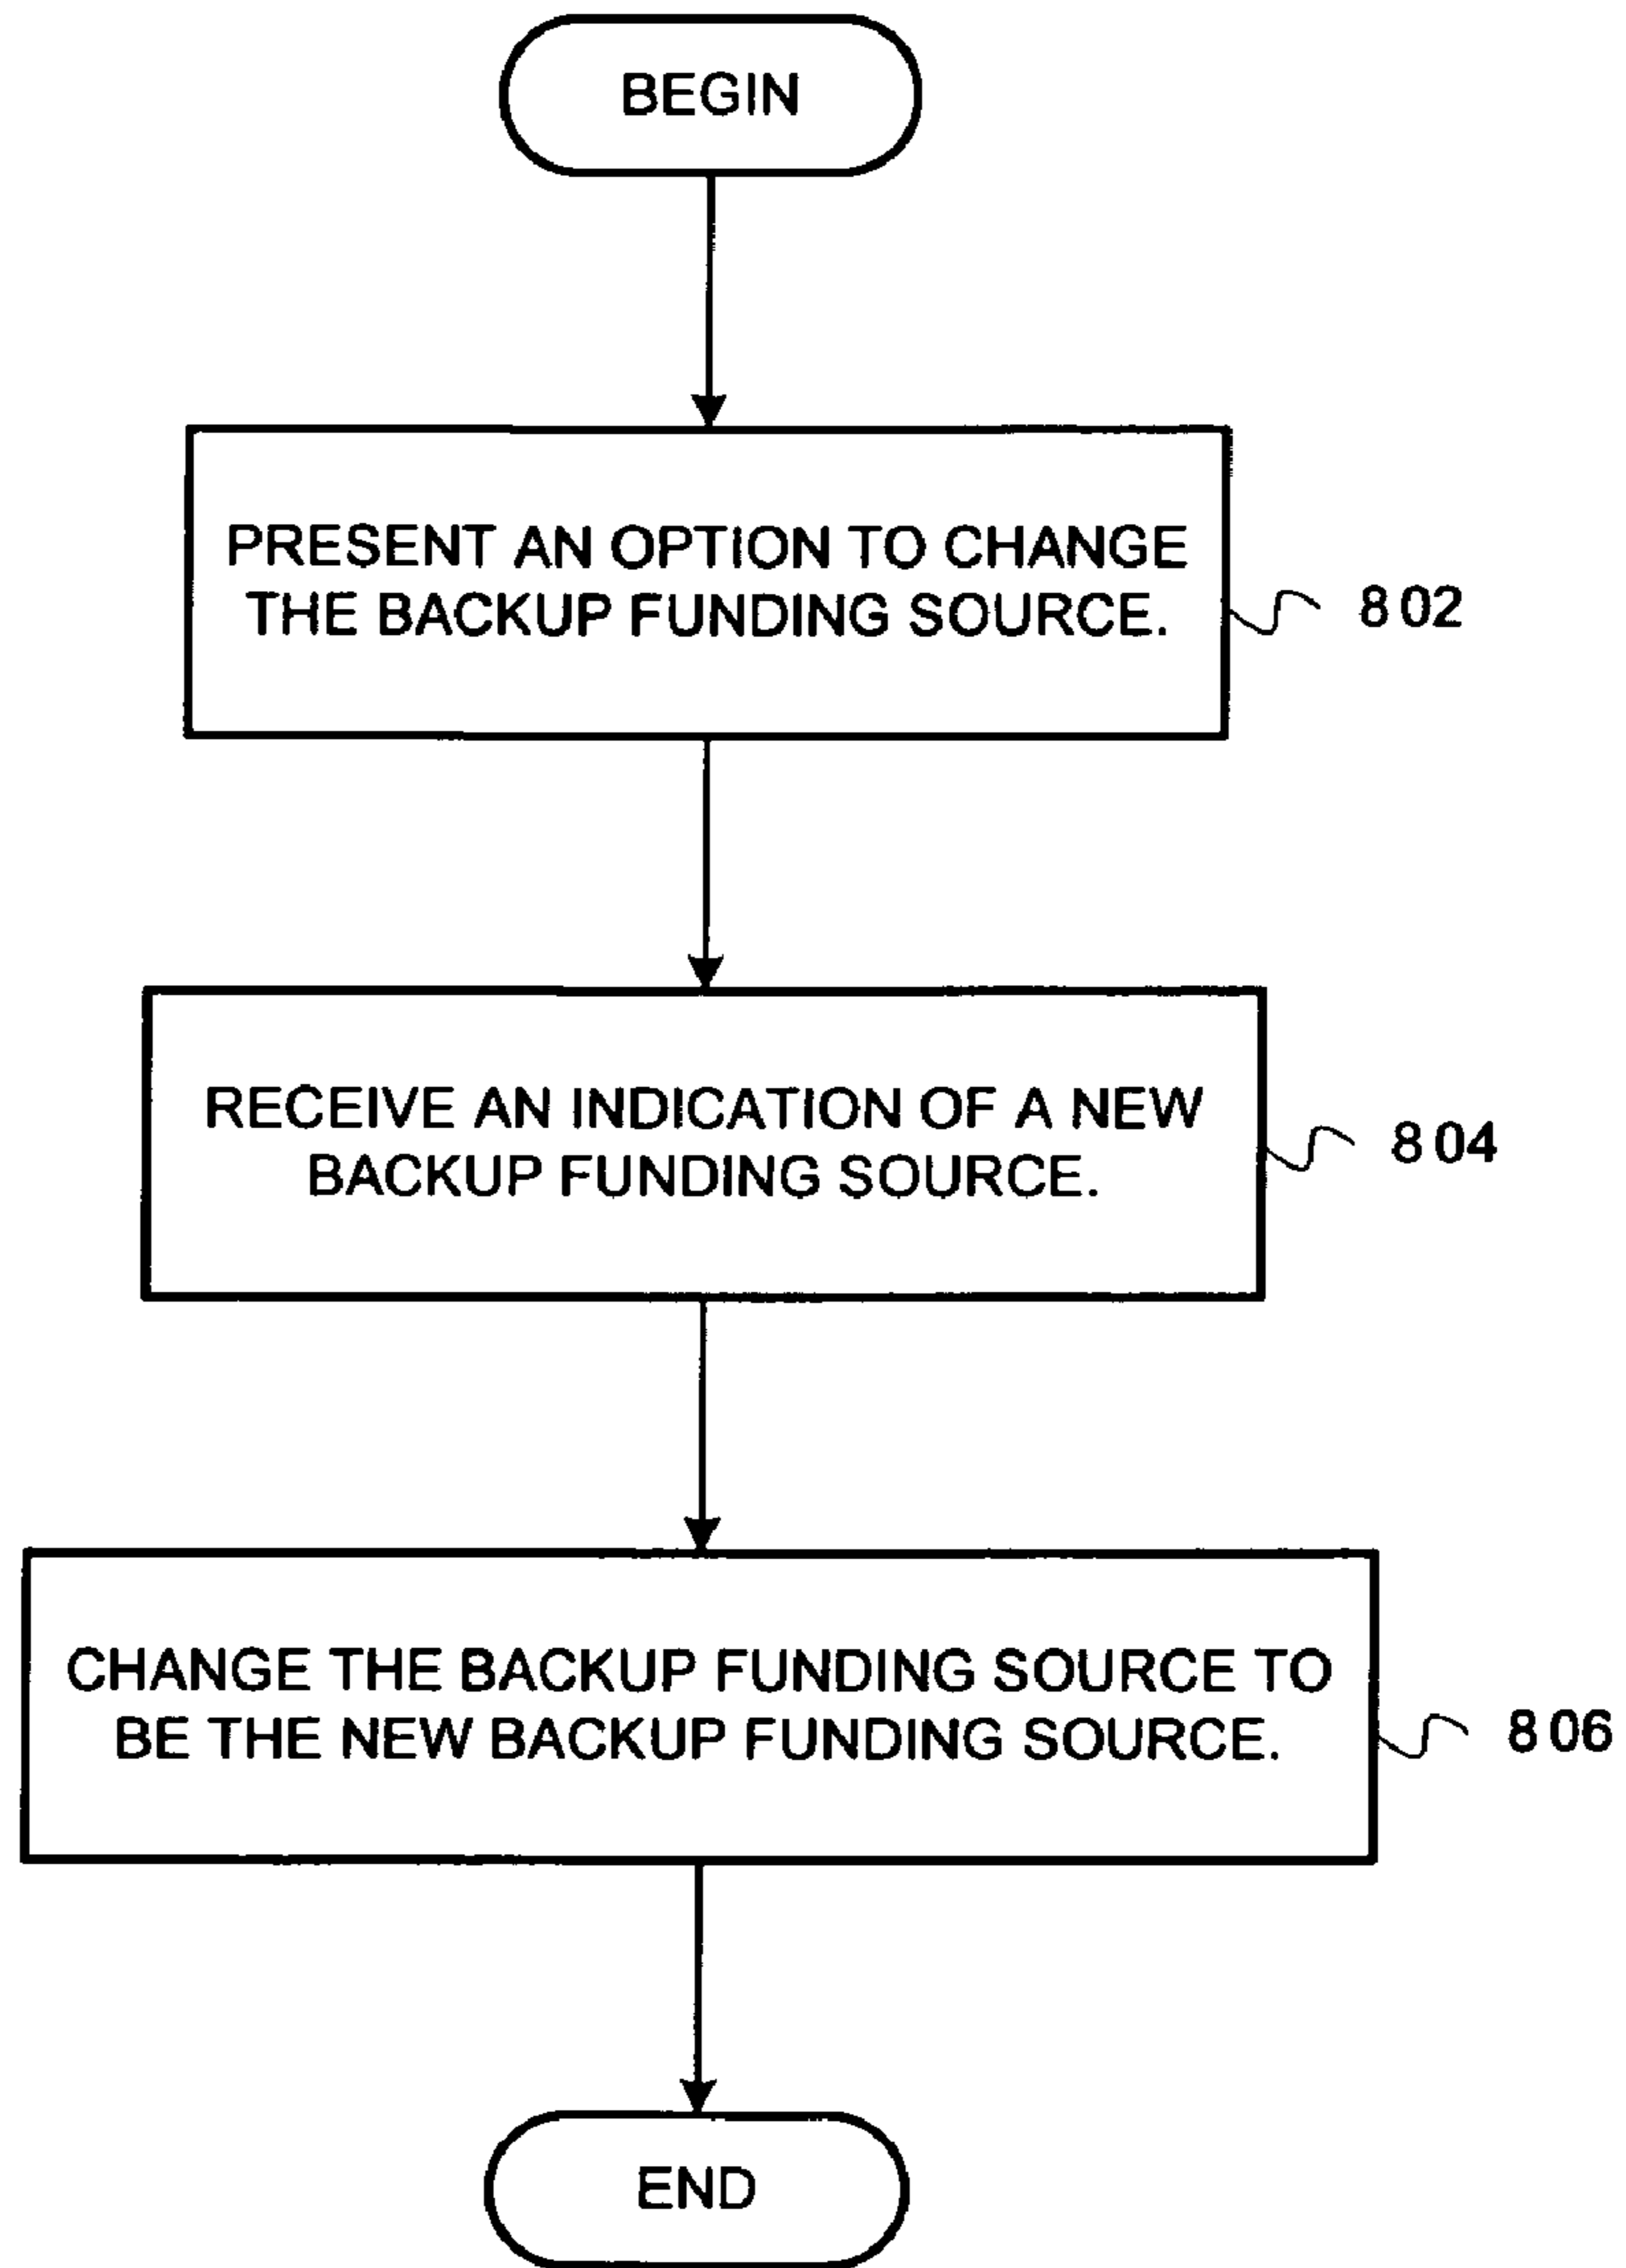 BEGIN
PRESENT AN OPTION TO CHANGE
THE BACKUP FUNDING SOURCE.
802
RECEIVE AN INDICATION OF A NEW
BACKUP FUNDING SOURCE.
804
CHANGE THE BACKUP FUNDING SOURCE TO
BE THE NEW BACKUP FUNDING SOURCE.
806
END